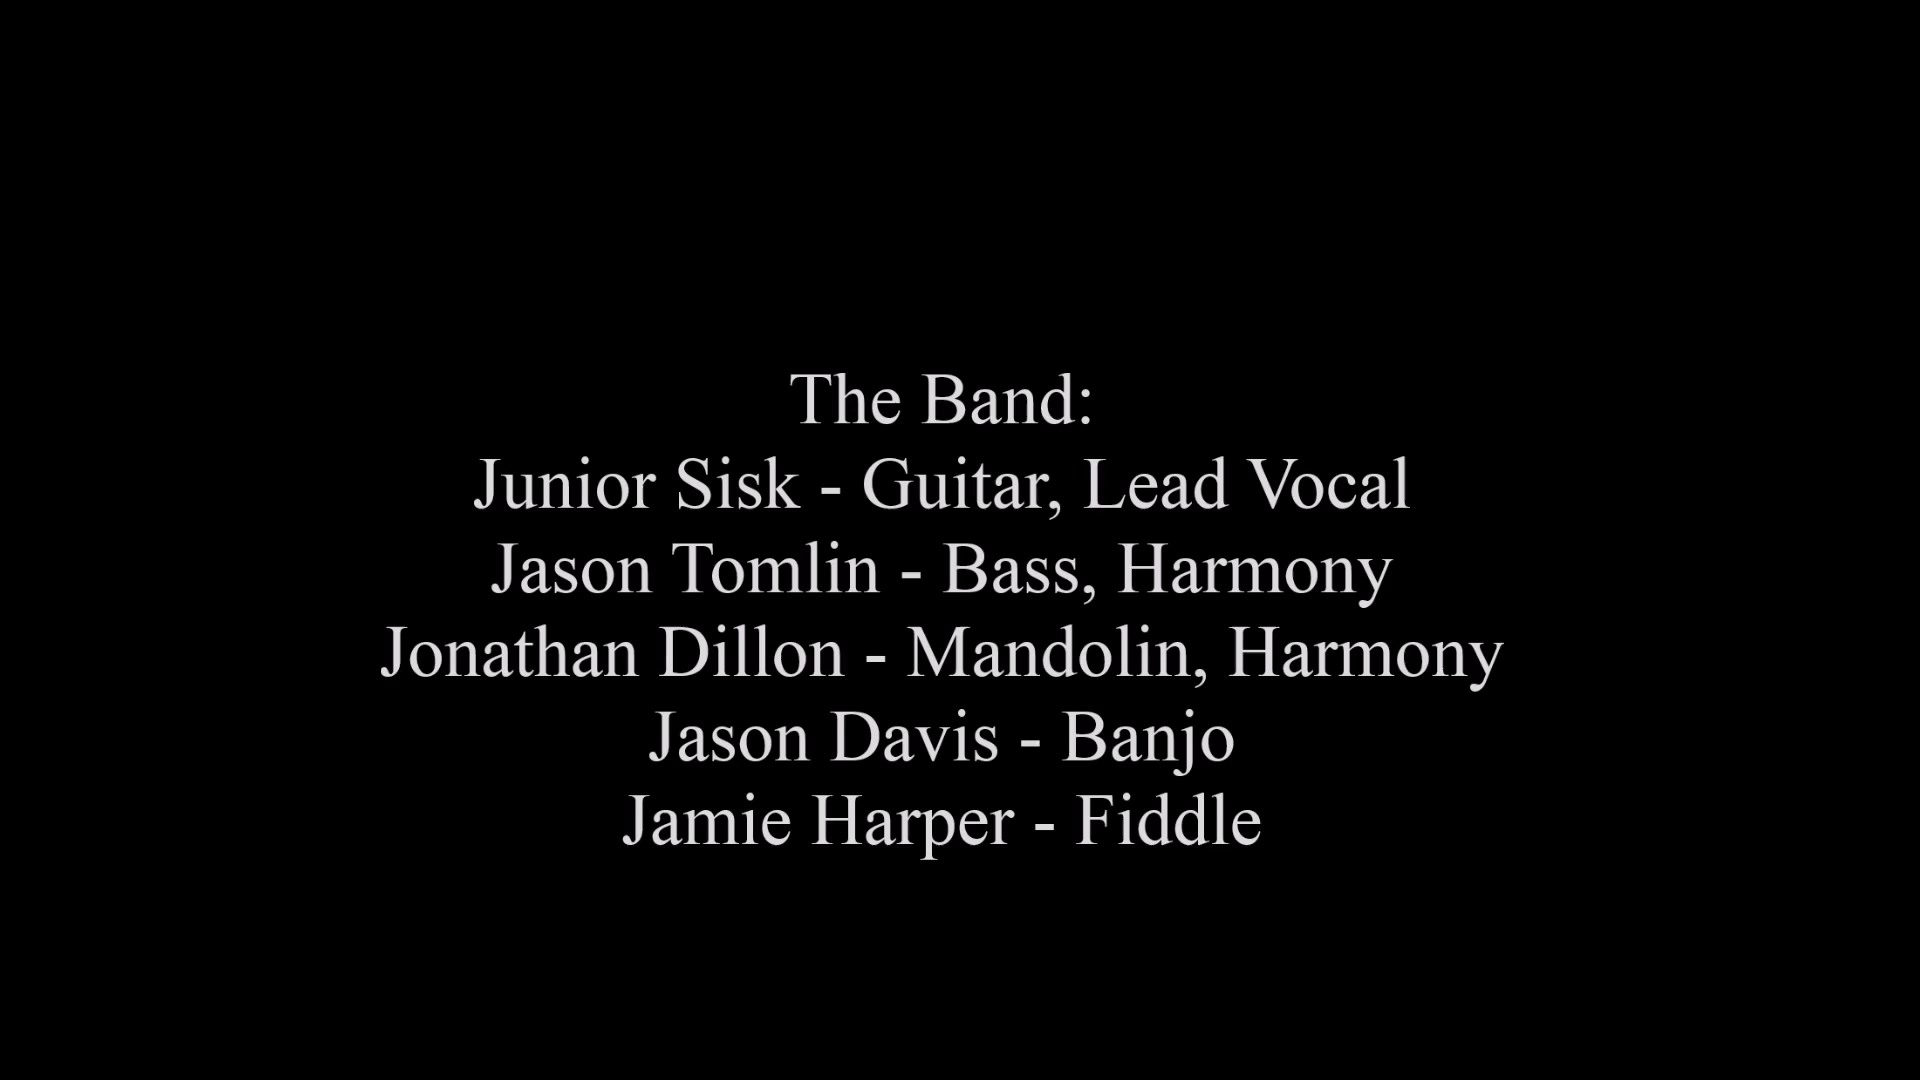 The Band:
Junior Sisk - Guitar, Lead Vocal
Jason Tomlin - Bass, Harmony
Jonathan Dillon - Mandolin, Harmony
Jason Davis - Banjo
Jamie Harper - Fiddle